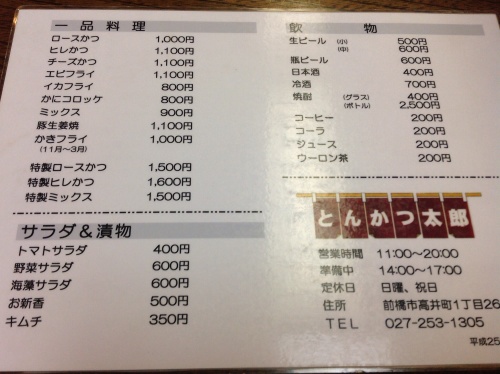 一品料理
ロースかつ 1,000円
ヒレかつ 1,100円
チーズかつ 1,100円
エビフライ 1,100円
イカフライ 800円
かにコロッケ 800円
ミックス 900円
豚生姜焼 1,100円
かきフライ 1,000円
(11月〜3月)
特製ロースかつ 1,500円
特製ヒレかつ 1,600円
特製ミックス 1,500円
サラダ&漬物
トマトサラダ 400円
野菜サラダ 600円
海藻サラダ 600円
お新香 500円
キムチ 350円
飲物
生ビール (小) 500円
(中) 600円
瓶ビール 600円
日本酒 400円
冷酒 700円
焼酎 (グラス) 400円
(ボトル) 2,500円
コーヒー 200円
コーラ 200円
ジュース 200円
ウーロン茶 200円
とんかつ太郎
営業時間 11:00〜20:00
準備中 14:00〜17:00
定休日 日曜、祝日
住所 前橋市高井町1丁目26
TEL 027-253-1305
平成25